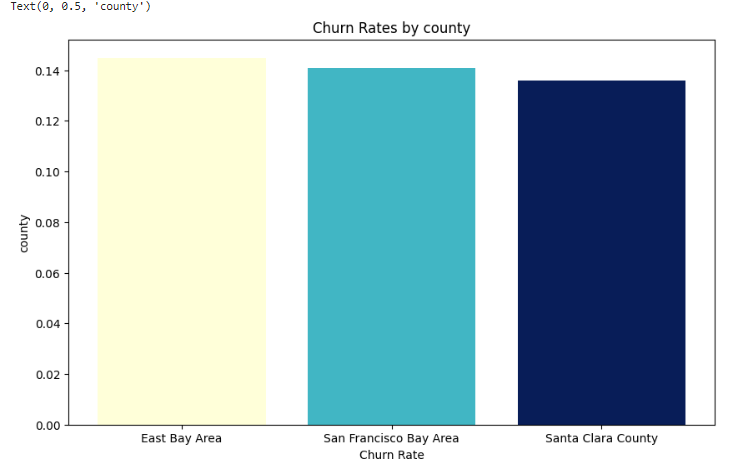 Text(0, 0.5, 'county')
Churn Rates by county
0.14
0.12
0.10
0.08
0.06
0.04
0.02
0.00
county
East Bay Area San Francisco Bay Area Santa Clara County
Churn Rate